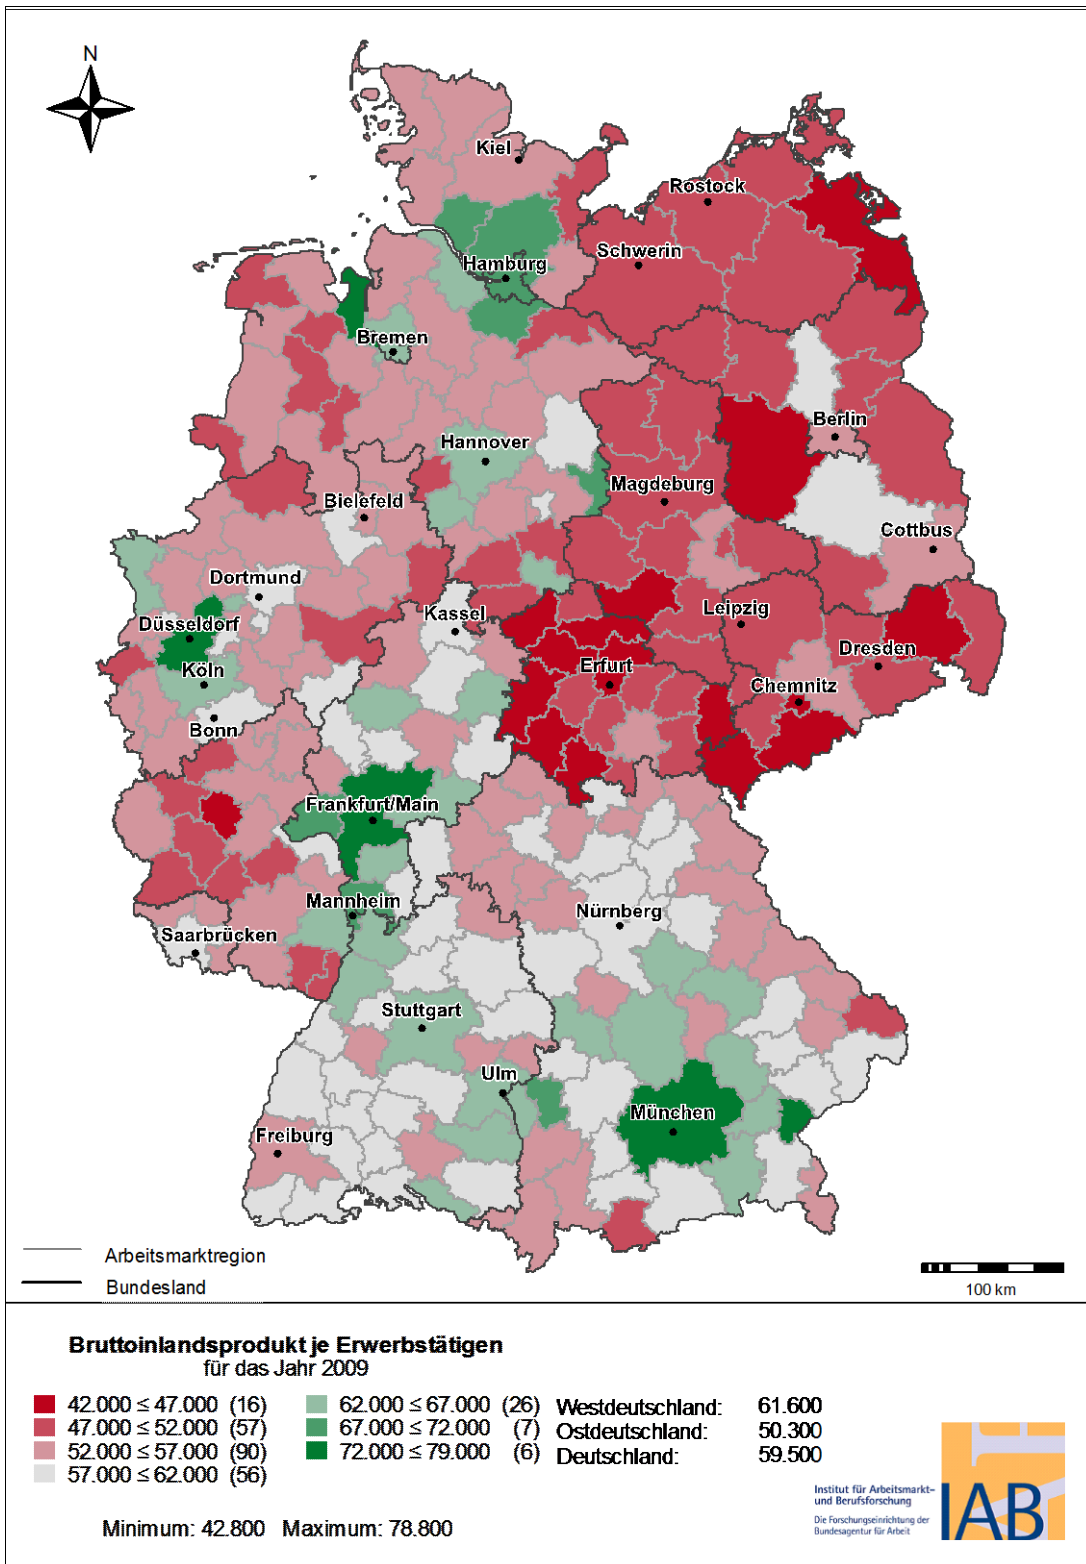 N
Kiel
Rostock
Schwerin
Hamburg
Bremen
Berlin
Hannover
Magdeburg
Bielefeld
Cottbus
Dortmund
Kassel
Leipzig
Düsseldorf
Dresden
Köln
Erfurt
Chemnitz
Bonn
Frankfurt/Main
Mannheim
Nürnberg
Saarbrücken
Stuttgart
Ulm
München
Freiburg
Arbeitsmarktregion
Bundesland
100 km
Bruttoinlandsprodukt je Erwerbstätigen
für das Jahr 2009
42.000 ≤ 47.000 (16)
47.000 ≤ 52.000 (57)
52.000 ≤ 57.000 (90)
57.000 ≤ 62.000 (56)
62.000 ≤ 67.000 (26)
67.000 ≤ 72.000 (7)
72.000 ≤ 79.000 (6)
Westdeutschland: 61.600
Ostdeutschland: 50.300
Deutschland: 59.500
Minimum: 42.800 Maximum: 78.800
Institut für Arbeitsmarkt-
und Berufsforschung
Die Forschungseinrichtung der
Bundesagentur für Arbeit
IAB